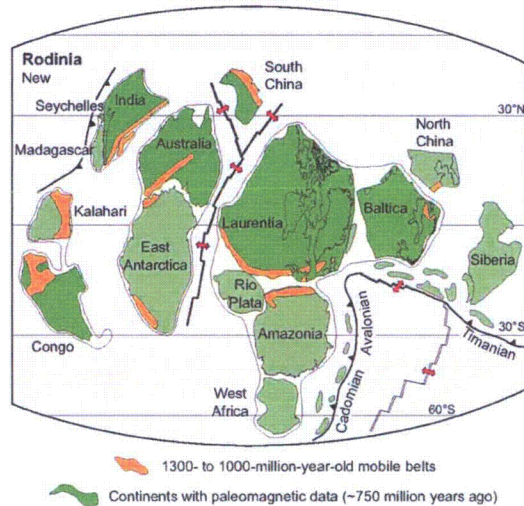 Rodinia
New
South
China
India
Seychelles
30°N
Madagascar
Australia
North
China
Kalahari
Laurentia
Baltica
East
Antarctica
Siberia
Rio
Plata
Amazonia
Congo
Avalonian
Cadomian
Timanian
30°S
West
Africa
60°S
1300- to 1000-million-year-old mobile belts
Continents with paleomagnetic data (~750 million years ago)